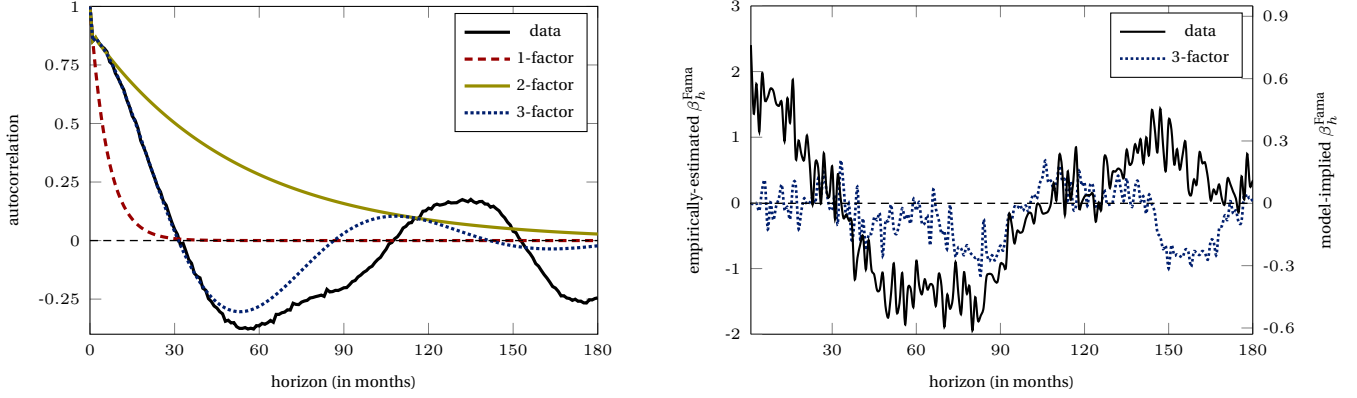 1
0.75
0.5
0.25
0
-0.25
autocorrelation
data
1-factor
2-factor
3-factor
0 30 60 90 120 150 180
horizon (in months)
3
2
1
0
-1
-2
empirically-estimated β_h^Fama
data
3-factor
0.9
0.6
0.3
0
-0.3
-0.6
model-implied β_h^Fama
30 60 90 120 150 180
horizon (in months)